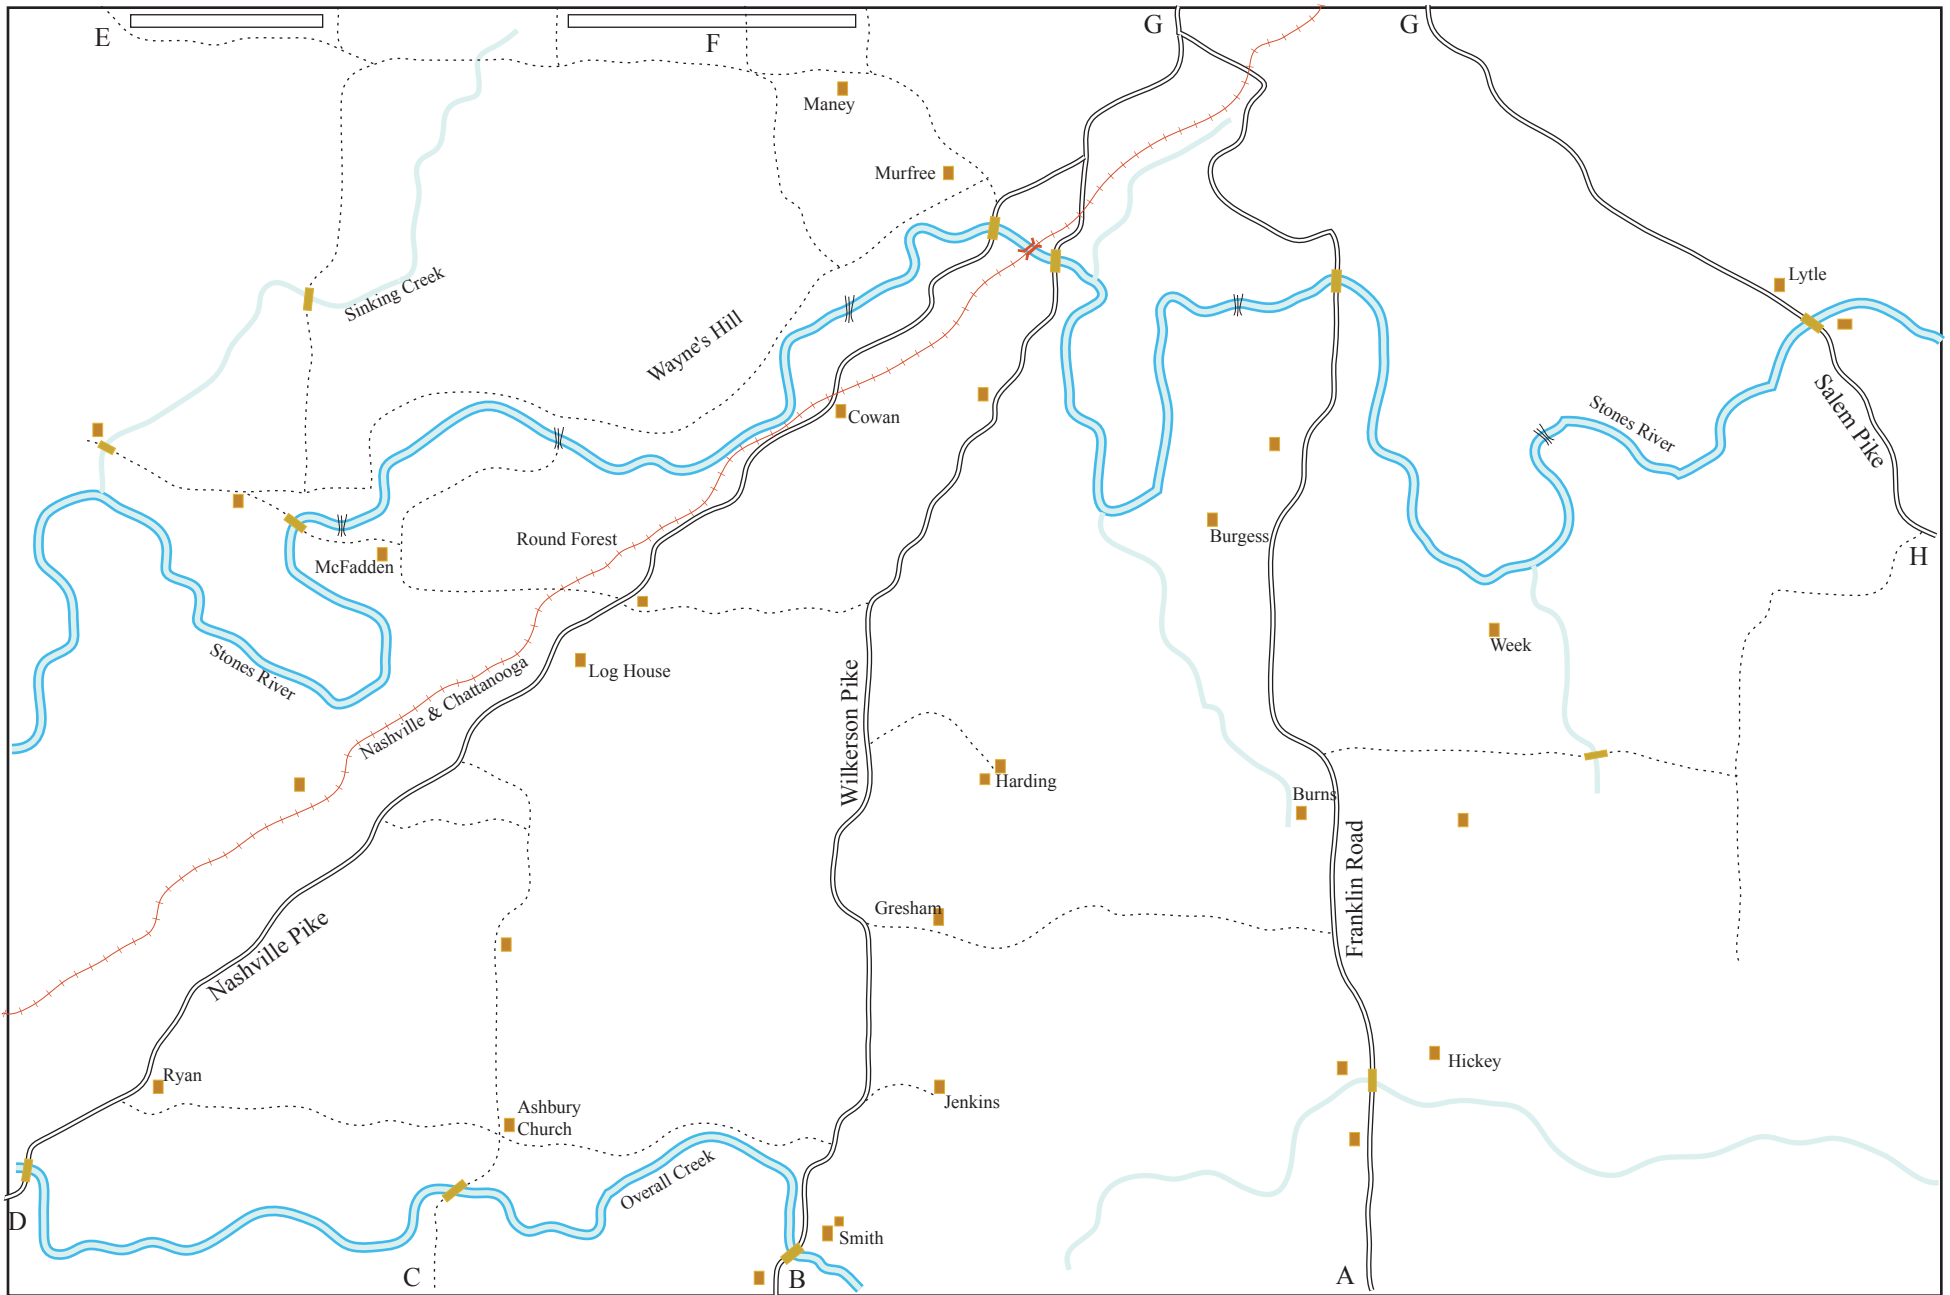 G
G
E
F
Maney
Murfree
Lytle
Sinking Creek
Wayne's Hill
Salem Pike
Stones River
Cowan
Round Forest
Burgess
H
McFadden
Week
Stones River
Log House
Nashville & Chattanooga
Wilkerson Pike
Harding
Burns
Franklin Road
Gresham
Nashville Pike
Hickey
Ryan
Jenkins
Ashbury
Church
Overall Creek
D
Smith
C
B
A